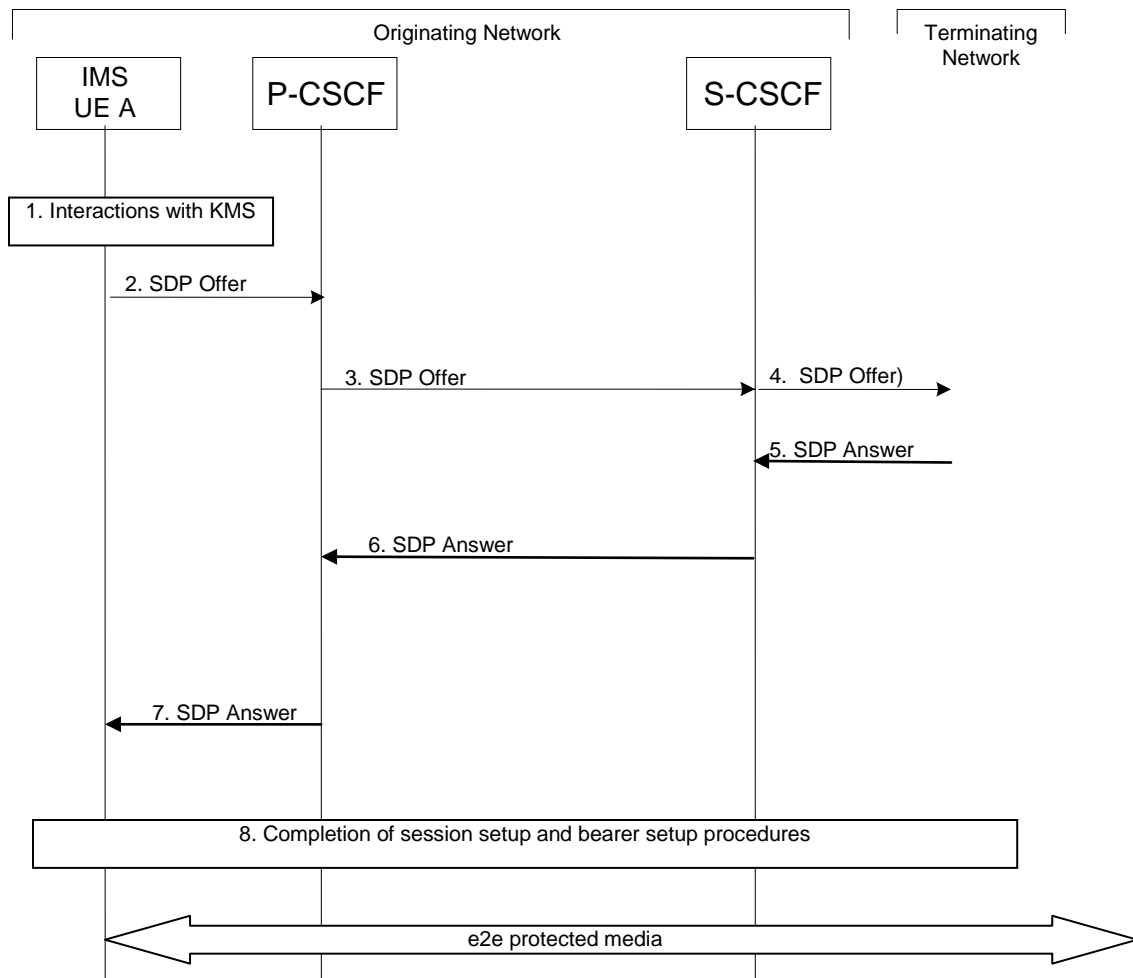 Originating Network
Terminating
Network
IMS
UE A
P-CSCF
S-CSCF
1. Interactions with KMS
2. SDP Offer
3. SDP Offer
4. SDP Offer)
5. SDP Answer
6. SDP Answer
7. SDP Answer
8. Completion of session setup and bearer setup procedures
e2e protected media